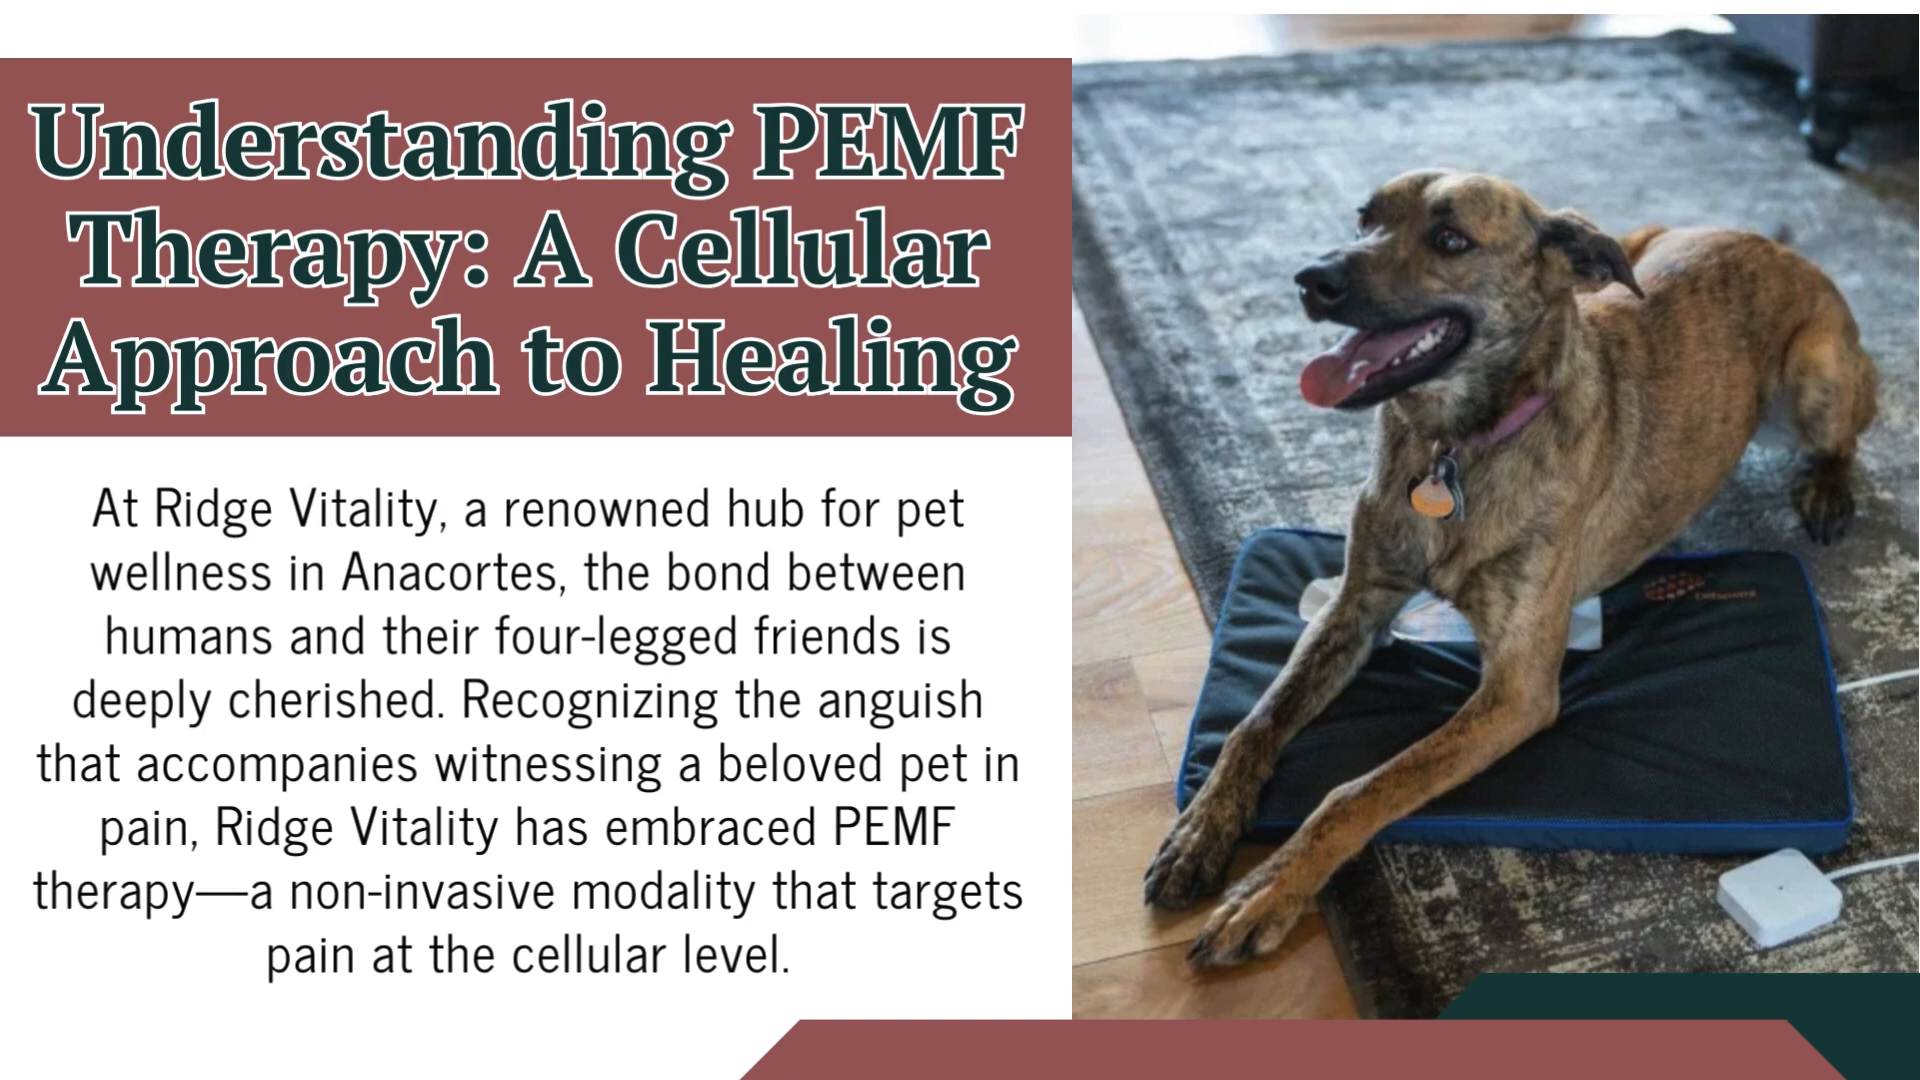 Understanding PEMF
Therapy: A Cellular
Approach to Healing
At Ridge Vitality, a renowned hub for pet
wellness in Anacortes, the bond between
humans and their four-legged friends is
deeply cherished. Recognizing the anguish
that accompanies witnessing a beloved pet in
pain, Ridge Vitality has embraced PEMF
therapy—a non-invasive modality that targets
pain at the cellular level.